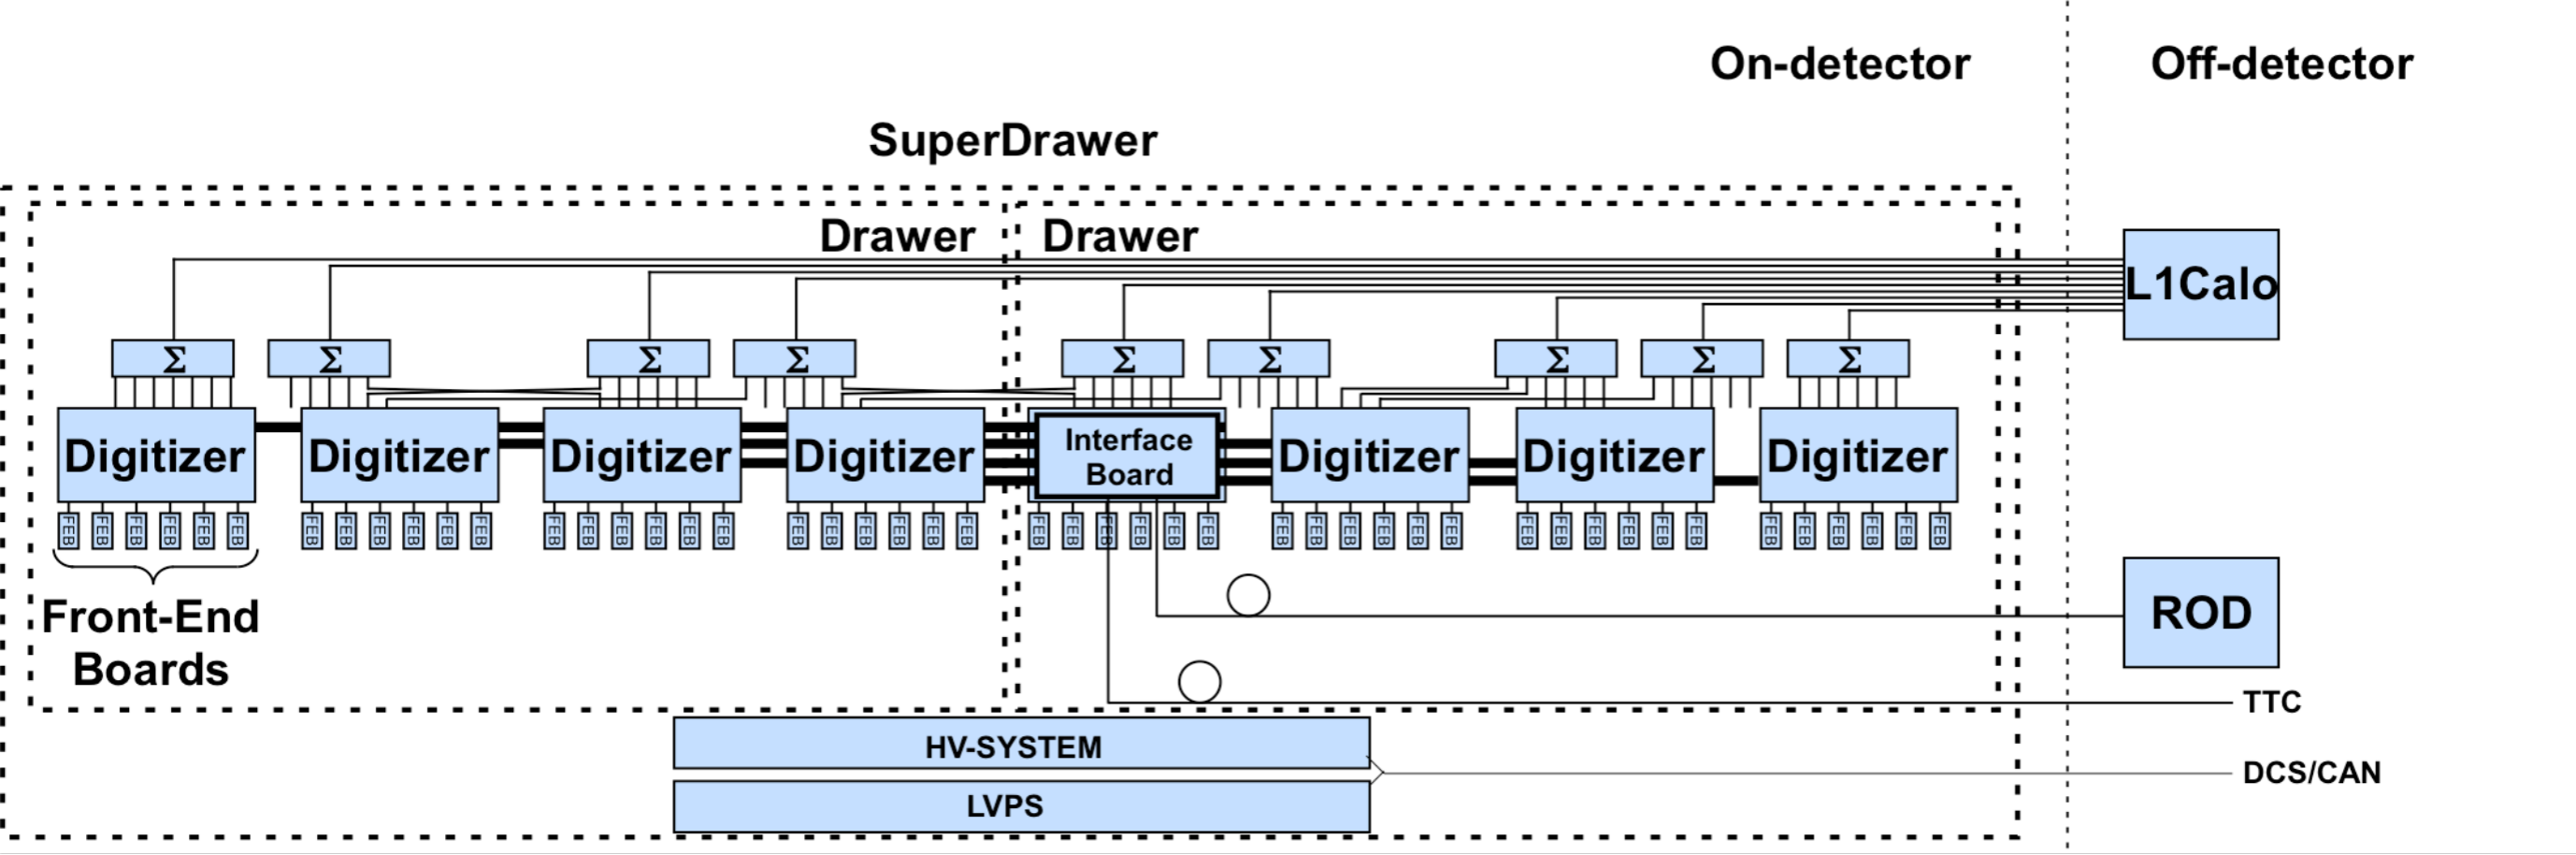 On-detector
Off-detector
SuperDrawer
Drawer
Drawer
L1Calo
Σ Σ Σ Σ Σ Σ Σ Σ Σ
Digitizer Digitizer Digitizer Digitizer
Interface
Board
Digitizer Digitizer Digitizer
FEB FEB FEB FEB FEB FEB
FEB FEB FEB FEB FEB FEB
FEB FEB FEB FEB FEB FEB
FEB FEB FEB FEB FEB FEB
FEB FEB FEB FEB FEB FEB
FEB FEB FEB FEB FEB FEB
FEB FEB FEB FEB FEB FEB
FEB FEB FEB FEB FEB FEB
Front-End
Boards
ROD
TTC
HV-SYSTEM
DCS/CAN
LVPS